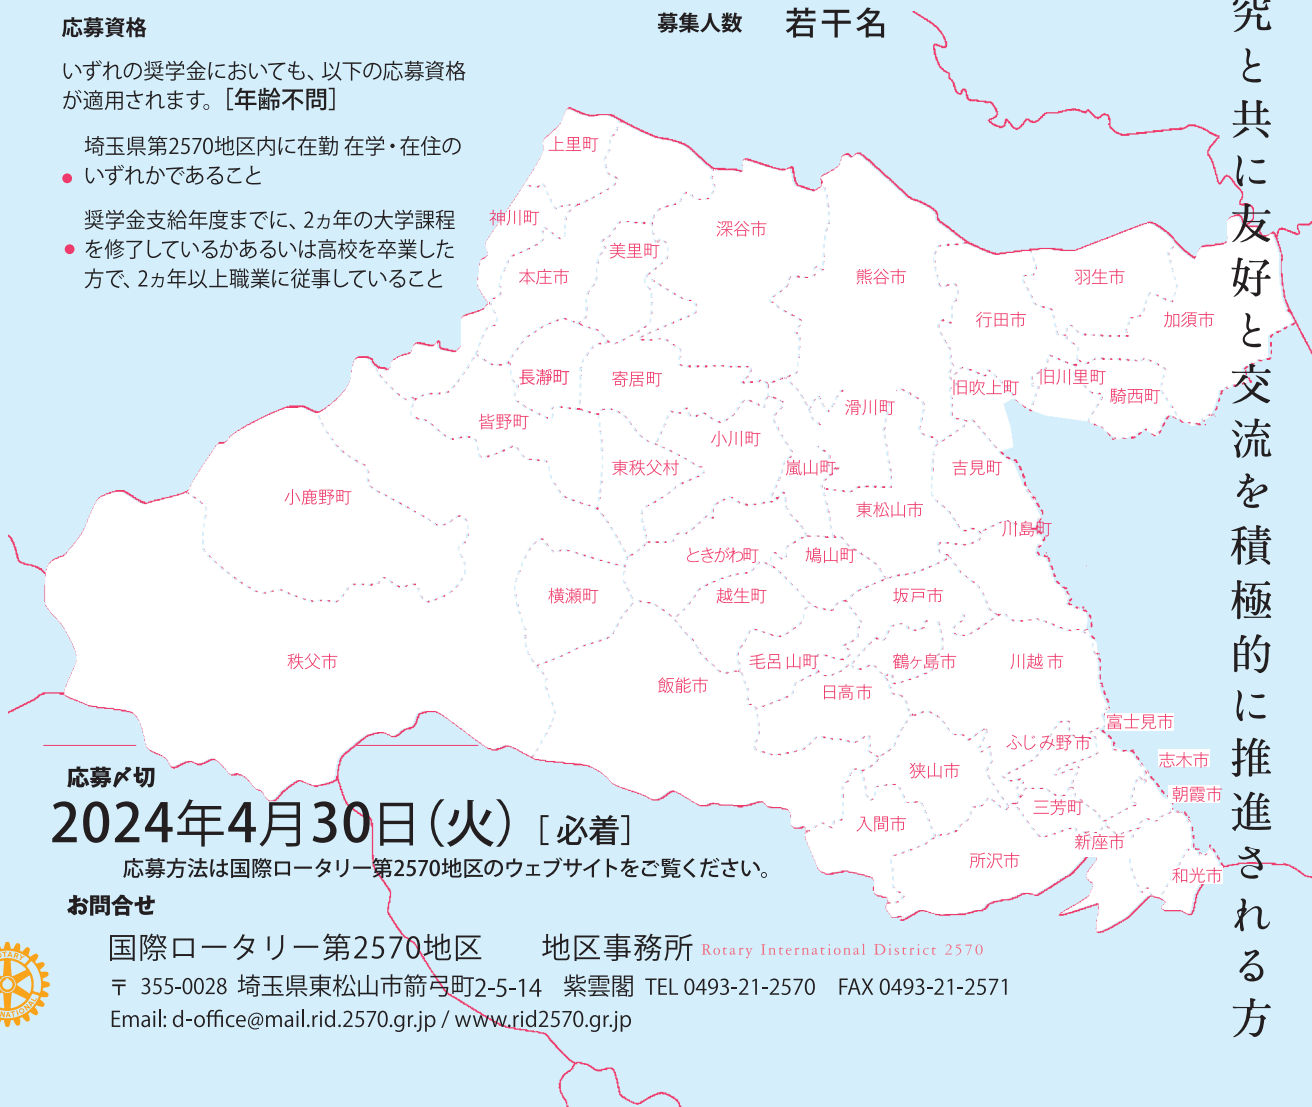 応募資格
いずれの奨学金においても、以下の応募資格
が適用されます。［年齢不問］
埼玉県第2570地区内に在勤 在学・在住の
● いずれかであること
奨学金支給年度までに、2ヵ年の大学課程
● を修了しているかあるいは高校を卒業した
方で、2ヵ年以上職業に従事していること
募集人数 若干名
究と共に友好と交流を積極的に推進される方
上里町
神川町
深谷市
美里町
本庄市
熊谷市
羽生市
行田市
加須市
長瀞町
寄居町
旧吹上町
旧川里町
騎西町
滑川町
皆野町
小川町
東秩父村
嵐山町
吉見町
小鹿野町
東松山市
川島町
ときがわ町
鳩山町
横瀬町
越生町
坂戸市
秩父市
毛呂山町
鶴ヶ島市
川越市
飯能市
日高市
富士見市
ふじみ野市
志木市
狭山市
朝霞市
三芳町
入間市
新座市
所沢市
和光市
応募〆切
2024年4月30日（火）［必着］
応募方法は国際ロータリー第2570地区のウェブサイトをご覧ください。
お問合せ
国際ロータリー第2570地区 地区事務所 Rotary International District 2570
〒 355-0028 埼玉県東松山市箭弓町2-5-14 紫雲閣 TEL 0493-21-2570 FAX 0493-21-2571
Email: d-office@mail.rid.2570.gr.jp / www.rid2570.gr.jp